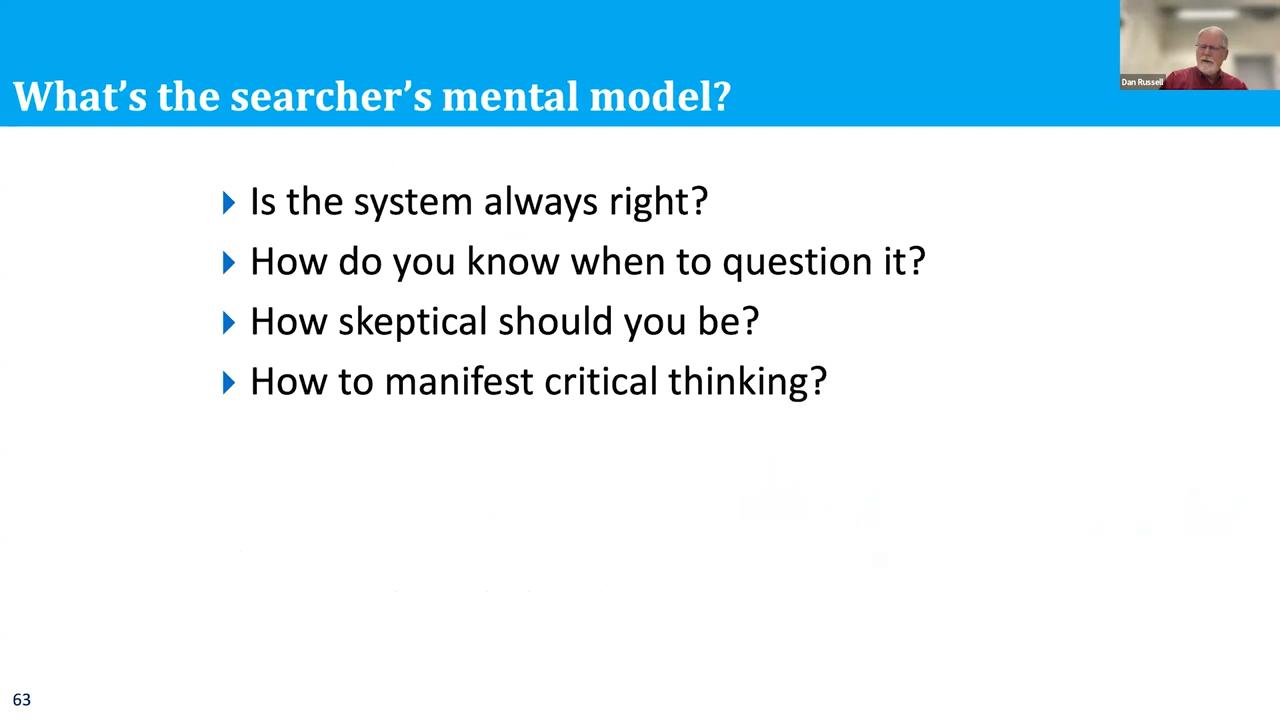 What’s the searcher’s mental model?
Dan Russell
Is the system always right?
How do you know when to question it?
How skeptical should you be?
How to manifest critical thinking?
63